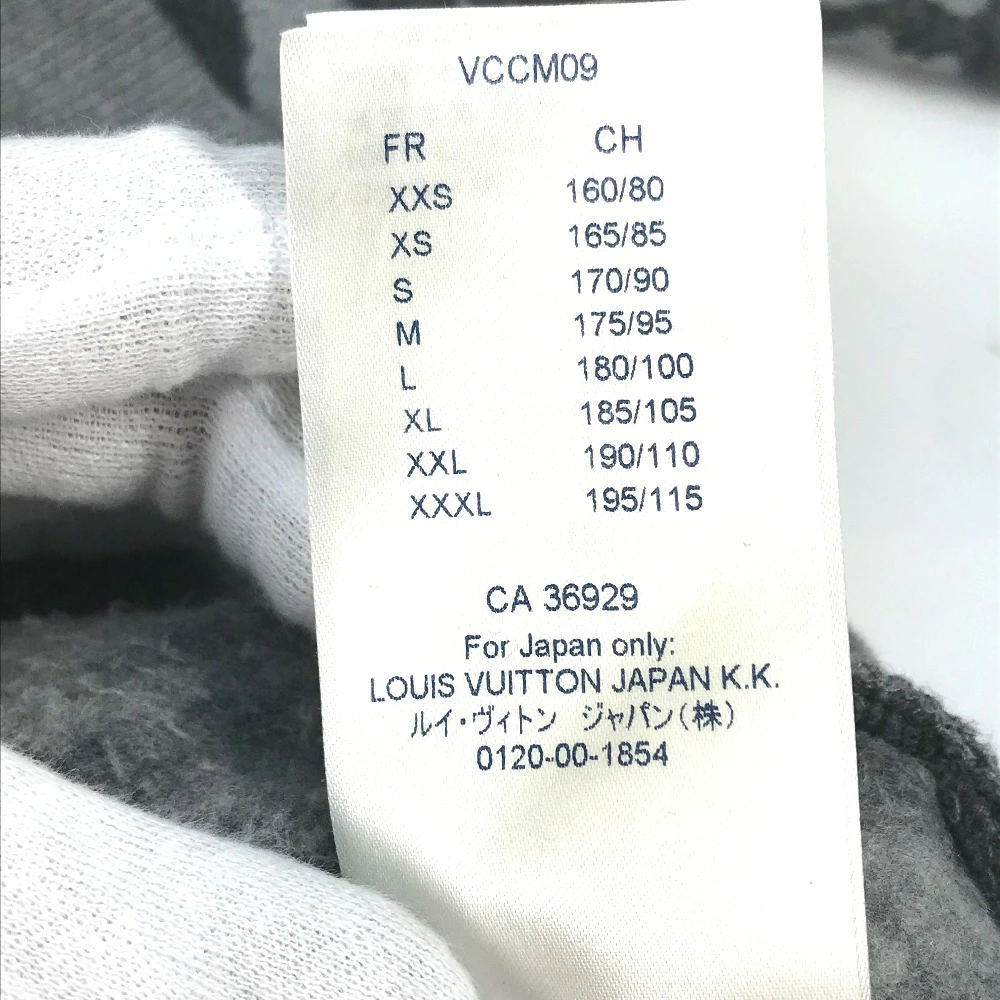 VCCM09
FR CH
XXS 160/80
XS 165/85
S 170/90
M 175/95
L 180/100
XL 185/105
XXL 190/110
XXXL 195/115
CA 36929
For Japan only:
LOUIS VUITTON JAPAN K.K.
ルイ・ヴィトン ジャパン(株)
0120-00-1854